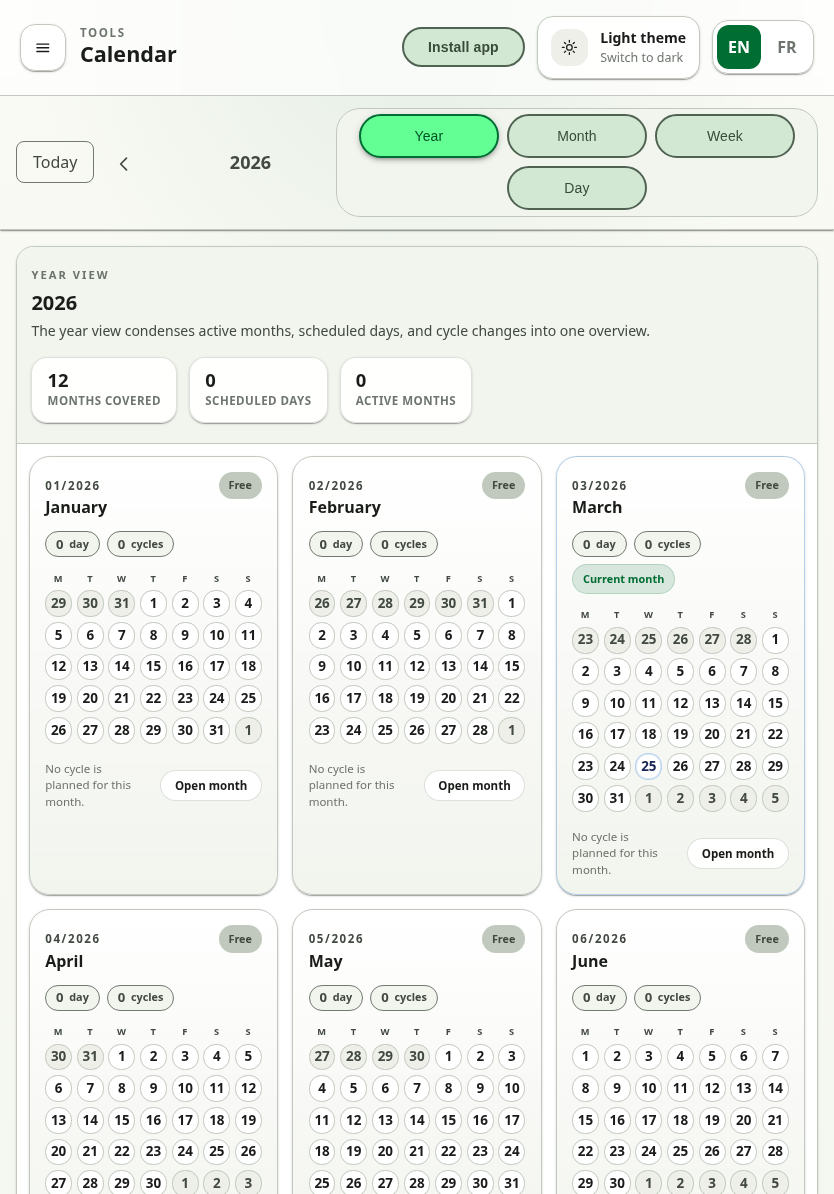 TOOLS
Calendar
Install app
Light theme
Switch to dark
EN FR
Today
2026
Year Month Week
Day
YEAR VIEW
2026
The year view condenses active months, scheduled days, and cycle changes into one overview.
12
MONTHS COVERED
0
SCHEDULED DAYS
0
ACTIVE MONTHS
01/2026 Free
January
0 day 0 cycles
M T W T F S S
29 30 31 1 2 3 4
5 6 7 8 9 10 11
12 13 14 15 16 17 18
19 20 21 22 23 24 25
26 27 28 29 30 31 1
No cycle is
planned for this
month.
Open month
02/2026 Free
February
0 day 0 cycles
M T W T F S S
26 27 28 29 30 31 1
2 3 4 5 6 7 8
9 10 11 12 13 14 15
16 17 18 19 20 21 22
23 24 25 26 27 28 1
No cycle is
planned for this
month.
Open month
03/2026 Free
March
0 day 0 cycles
Current month
M T W T F S S
23 24 25 26 27 28 1
2 3 4 5 6 7 8
9 10 11 12 13 14 15
16 17 18 19 20 21 22
23 24 25 26 27 28 29
30 31 1 2 3 4 5
No cycle is
planned for this
month.
Open month
04/2026 Free
April
0 day 0 cycles
M T W T F S S
30 31 1 2 3 4 5
6 7 8 9 10 11 12
13 14 15 16 17 18 19
20 21 22 23 24 25 26
27 28 29 30 1 2 3
05/2026 Free
May
0 day 0 cycles
M T W T F S S
27 28 29 30 1 2 3
4 5 6 7 8 9 10
11 12 13 14 15 16 17
18 19 20 21 22 23 24
25 26 27 28 29 30 31
06/2026 Free
June
0 day 0 cycles
M T W T F S S
1 2 3 4 5 6 7
8 9 10 11 12 13 14
15 16 17 18 19 20 21
22 23 24 25 26 27 28
29 30 1 2 3 4 5